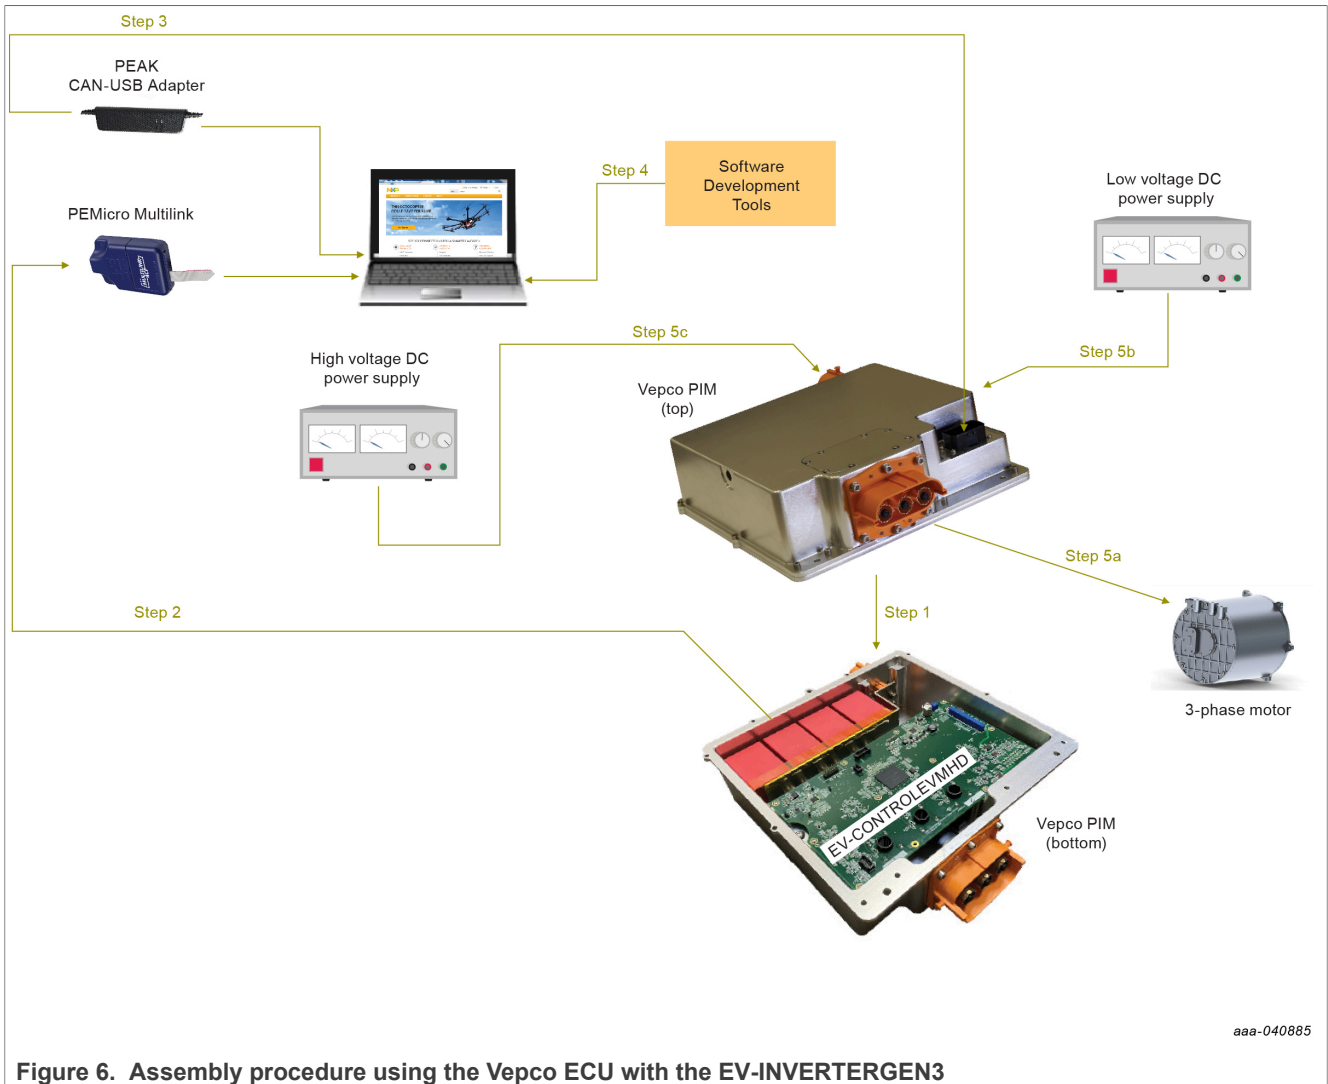 Step 3
PEAK
CAN-USB Adapter
Step 4
Software
Development
Tools
Low voltage DC
power supply
PEMicro Multilink
NXP
Step 5c
Step 5b
High voltage DC
power supply
Vepco PIM
(top)
Step 5a
Step 2
Step 1
3-phase motor
EV-CONTROLEVMHD
Vepco PIM
(bottom)
aaa-040885
Figure 6. Assembly procedure using the Vepco ECU with the EV-INVERTERGEN3